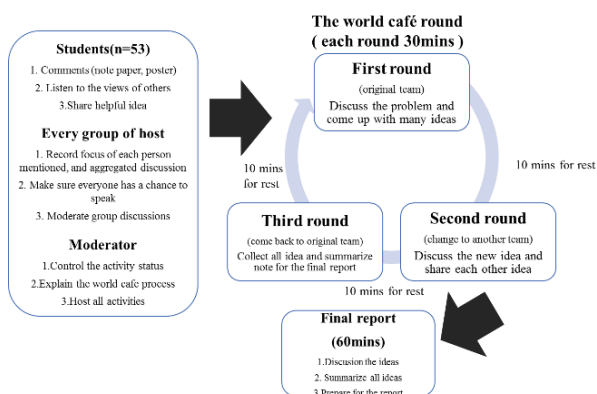 Students(n=53)
1. Comments (note paper, poster)
2. Listen to the views of others
3.Share helpful idea
Every group of host
1. Record focus of each person
mentioned, and aggregated discussion
2. Make sure everyone has a chance to
speak
3. Moderate group discussions
Moderator
1.Control the activity status
2.Explain the world cafe process
3.Host all activities
The world café round
( each round 30mins )
First round
(original team)
Discuss the problem and
come up with many ideas
10 mins for rest
Second round
(change to another team)
Discuss the new idea and
share each other idea
10 mins for rest
Third round
(come back to original team)
Collect all idea and summarize
note for the final report
10 mins
for rest
Final report
(60mins)
1.Discusion the ideas
2. Summarize all ideas
3.Prepare for the report